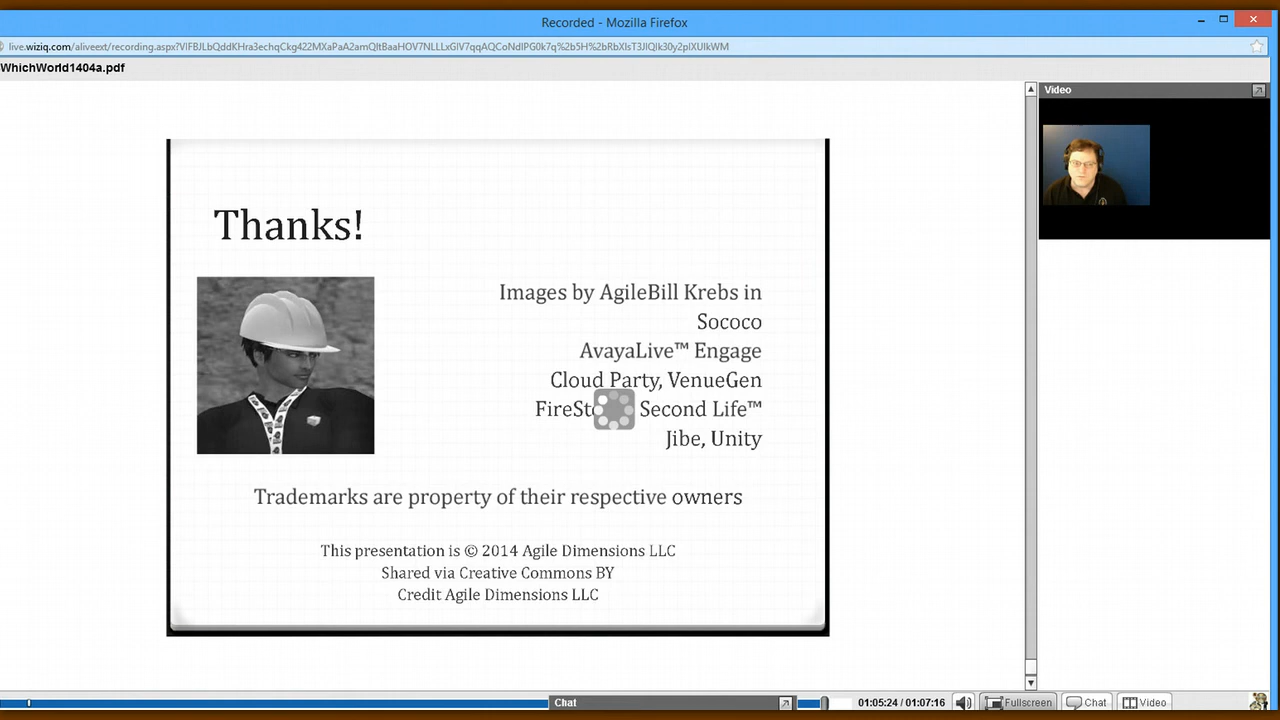 Recorded - Mozilla Firefox
WhichWorld1404a.pdf
Video
Thanks!
Images by AgileBill Krebs in
Sococo
AvayaLive™ Engage
Cloud Party, VenueGen
Second Life™
Jibe, Unity
Trademarks are property of their respective owners
This presentation is © 2014 Agile Dimensions LLC
Shared via Creative Commons BY
Credit Agile Dimensions LLC
Chat
01:05:24 / 01:07:16
Fullscreen
Chat
Video